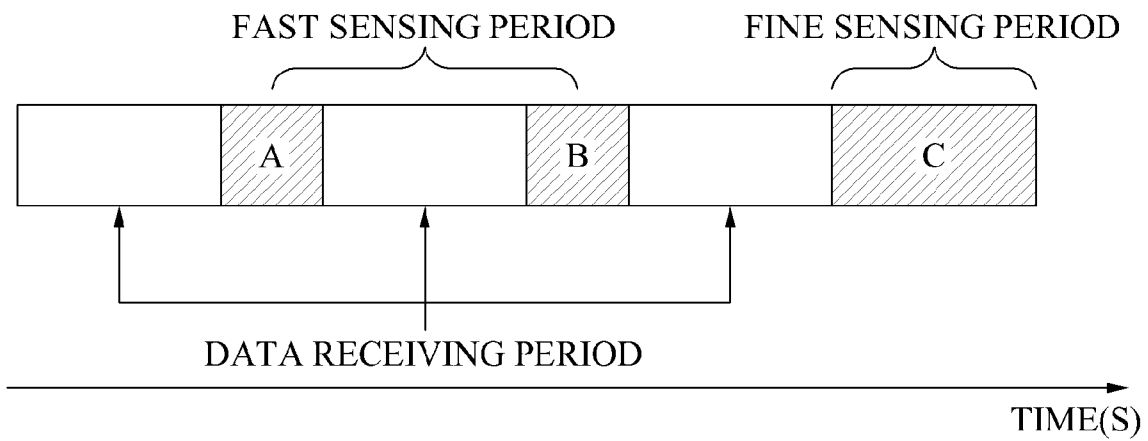 FAST SENSING PERIOD
FINE SENSING PERIOD
A
B
C
DATA RECEIVING PERIOD
TIME(S)